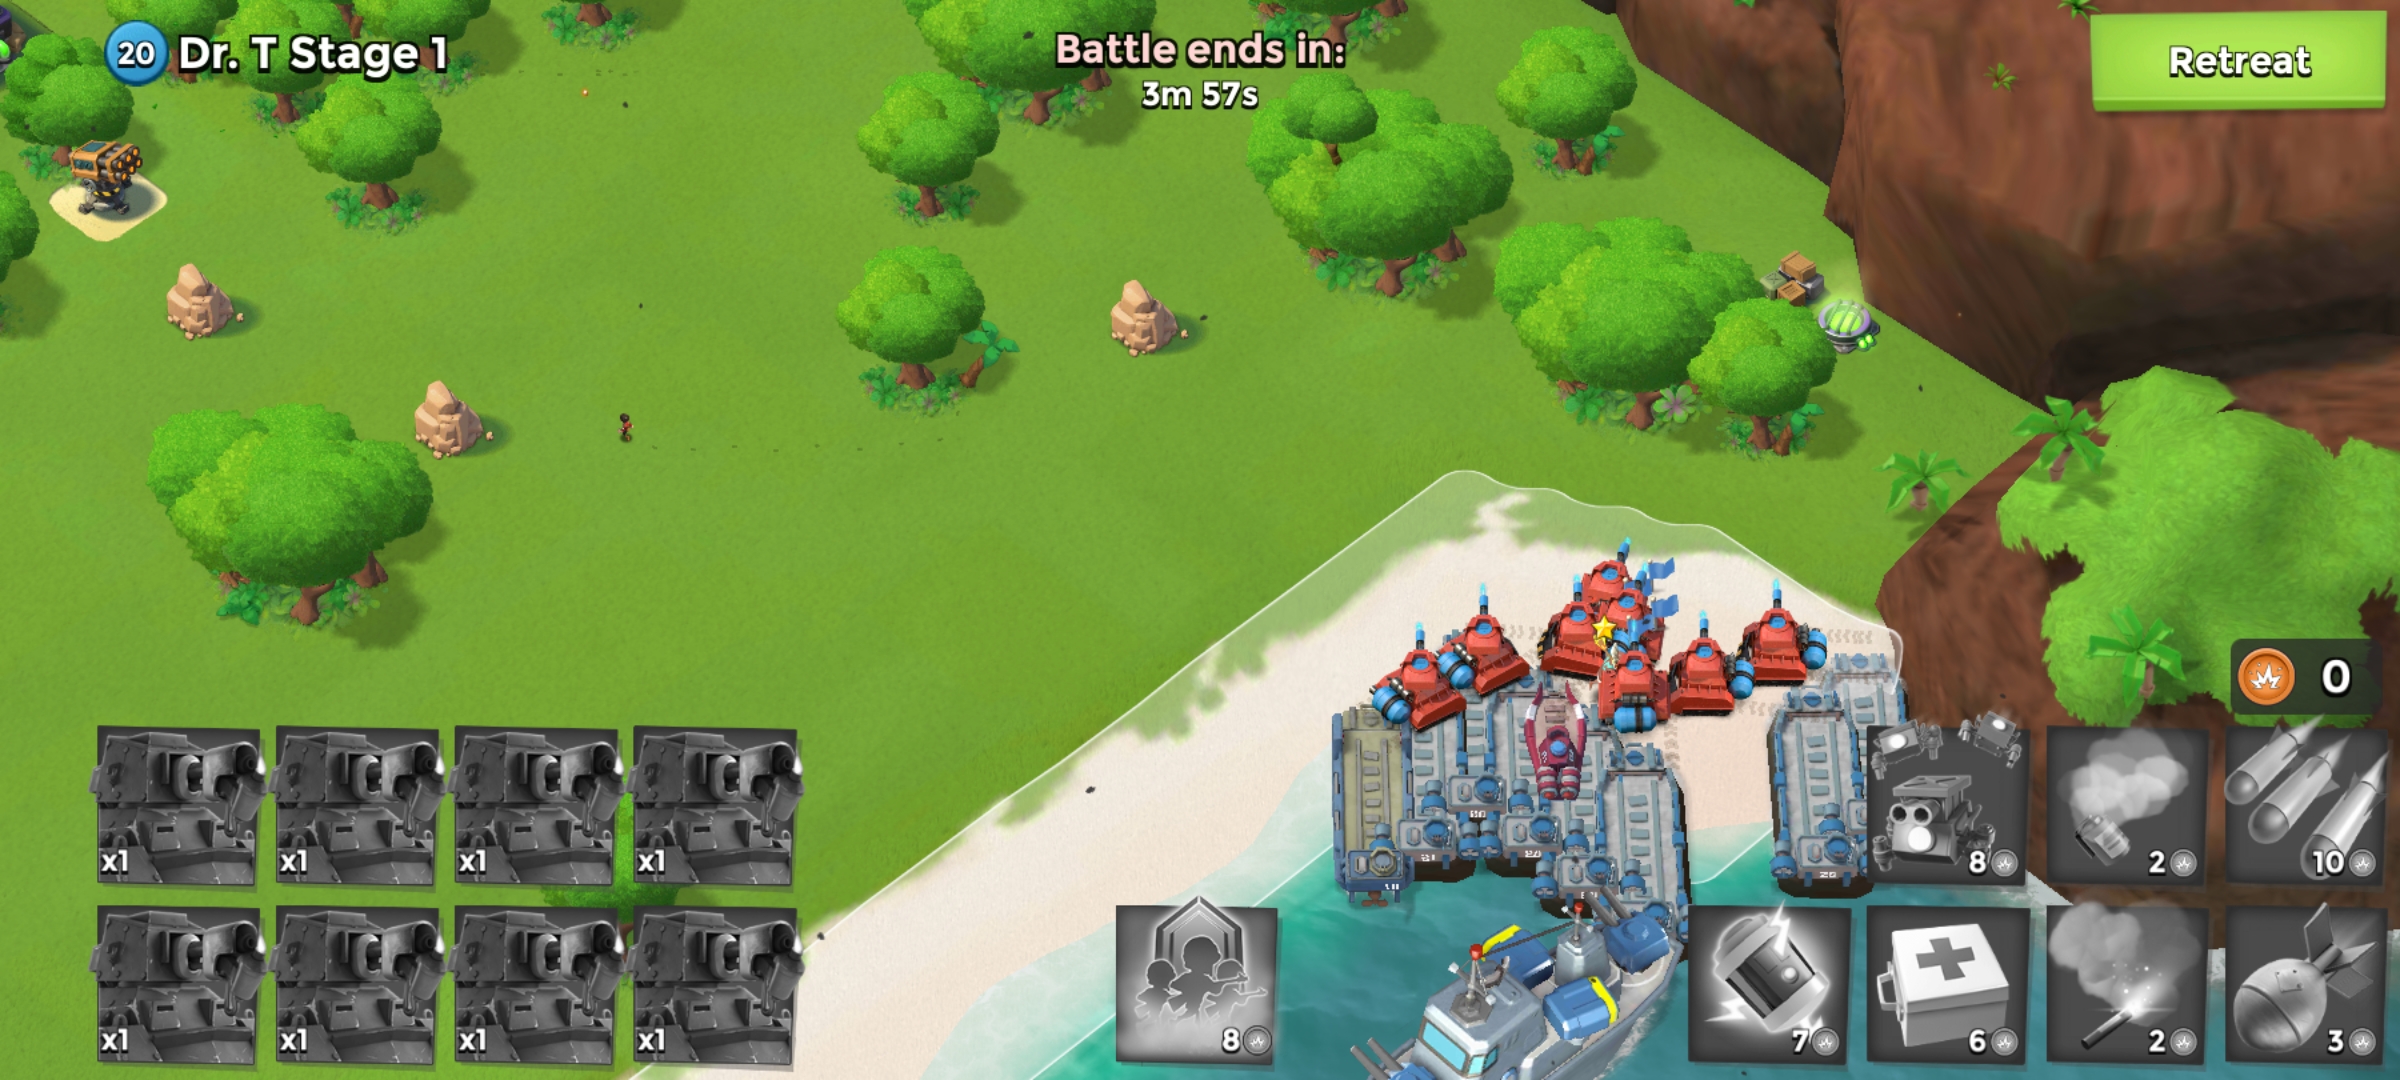 20 Dr. T Stage 1
Battle ends in:
3m 57s
Retreat
0
x1 x1 x1 x1
8 2 10
x1 x1 x1 x1
8 7 6 2 3